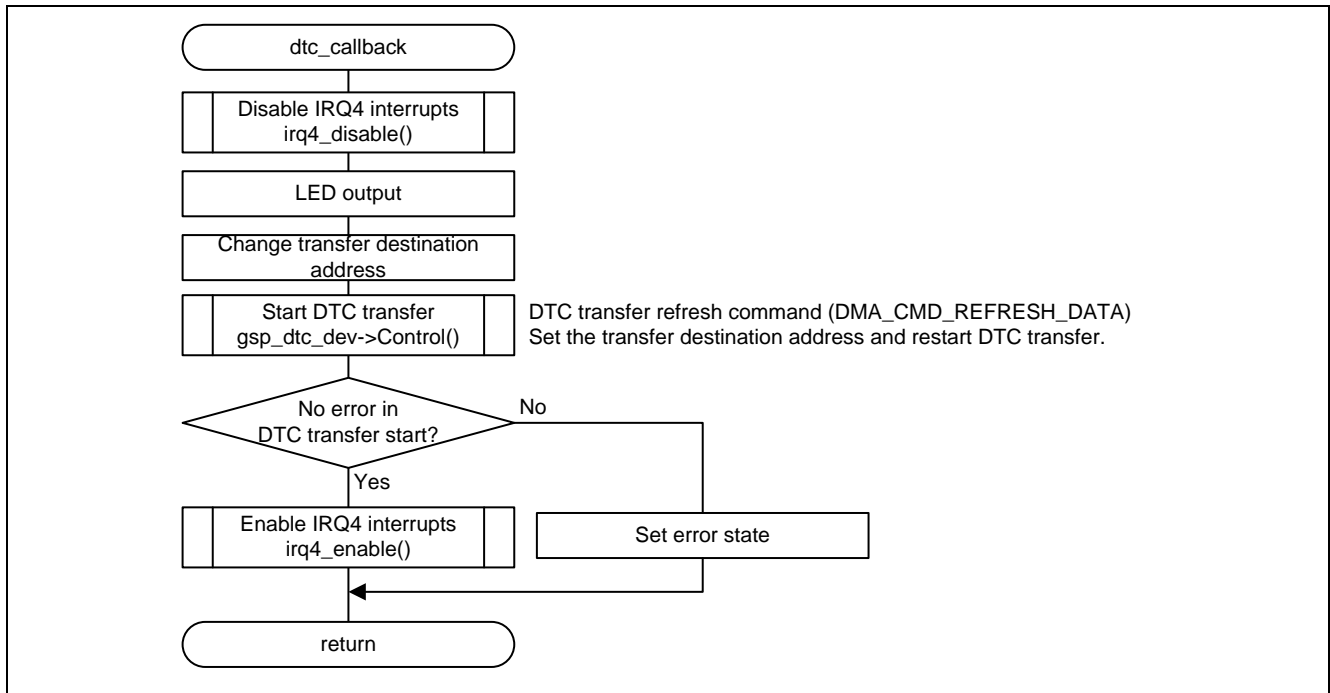 dtc_callback
Disable IRQ4 interrupts
irq4_disable()
LED output
Change transfer destination
address
Start DTC transfer
gsp_dtc_dev->Control()
DTC transfer refresh command (DMA_CMD_REFRESH_DATA)
Set the transfer destination address and restart DTC transfer.
No error in
DTC transfer start?
No
Yes
Enable IRQ4 interrupts
irq4_enable()
Set error state
return